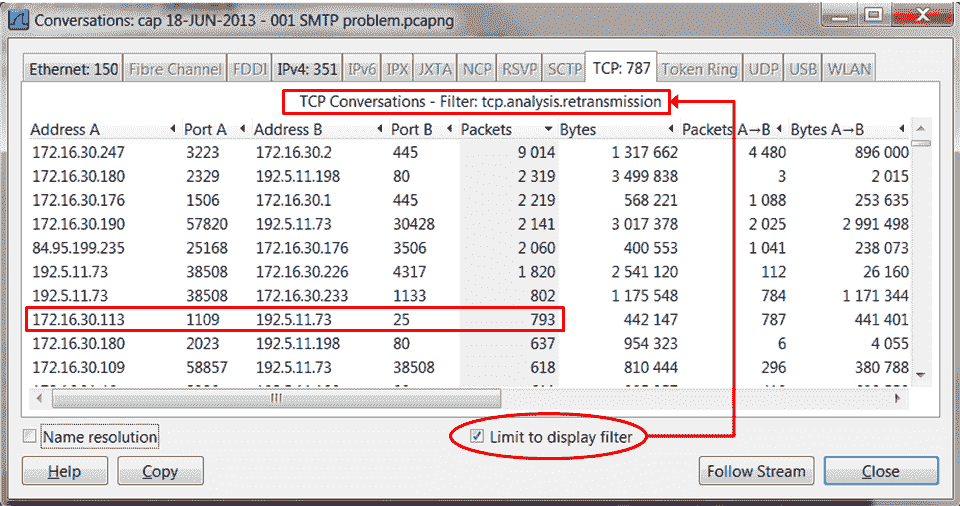 Conversations: cap 18-JUN-2013 - 001 SMTP problem.pcapng
Ethernet: 150 Fibre Channel FDDI IPv4: 351 IPv6 IPX JXTA NCP RSVP SCTP TCP: 787 Token Ring UDP USB WLAN
TCP Conversations - Filter: tcp.analysis.retransmission
Address A Port A Address B Port B Packets Bytes Packets A→B Bytes A→B
172.16.30.247 3223 172.16.30.2 445 9 014 1 317 662 4 480 896 000
172.16.30.180 2329 192.5.11.198 80 2 319 3 499 838 3 2 015
172.16.30.176 1506 172.16.30.1 445 2 219 568 221 1 088 253 635
172.16.30.190 57820 192.5.11.73 30428 2 141 3 017 378 2 025 2 991 498
84.95.199.235 25168 172.16.30.176 3506 2 060 400 553 1 041 238 073
192.5.11.73 38508 172.16.30.226 4317 1 820 2 541 120 112 26 160
192.5.11.73 38508 172.16.30.233 1133 802 1 175 548 784 1 171 344
172.16.30.113 1109 192.5.11.73 25 793 442 147 787 441 401
172.16.30.180 2023 192.5.11.198 80 637 954 323 6 4 055
172.16.30.109 58857 192.5.11.73 38508 618 810 444 296 380 788
Name resolution Limit to display filter
Help Copy Follow Stream Close